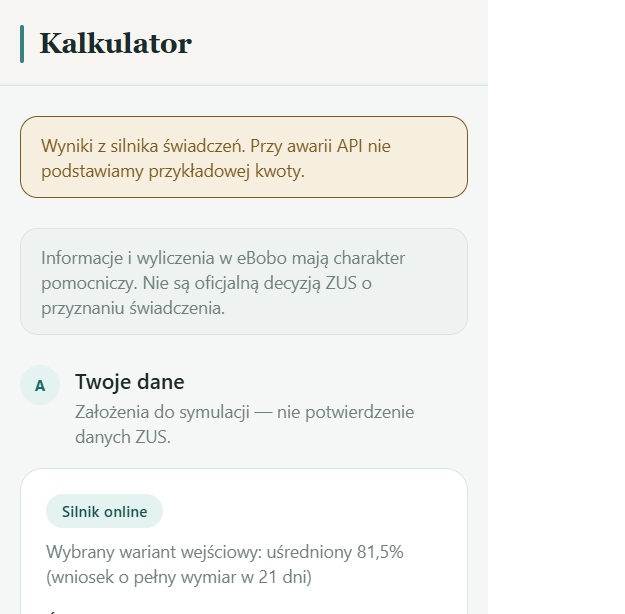 Kalkulator
Wyniki z silnika świadczeń. Przy awarii API nie
podstawiamy przykładowej kwoty.
Informacje i wyliczenia w eBobo mają charakter
pomocniczy. Nie są oficjalną decyzją ZUS o
przyznaniu świadczenia.
A
Twoje dane
Założenia do symulacji — nie potwierdzenie
danych ZUS.
Silnik online
Wybrany wariant wejściowy: uśredniony 81,5%
(wniosek o pełny wymiar w 21 dni)